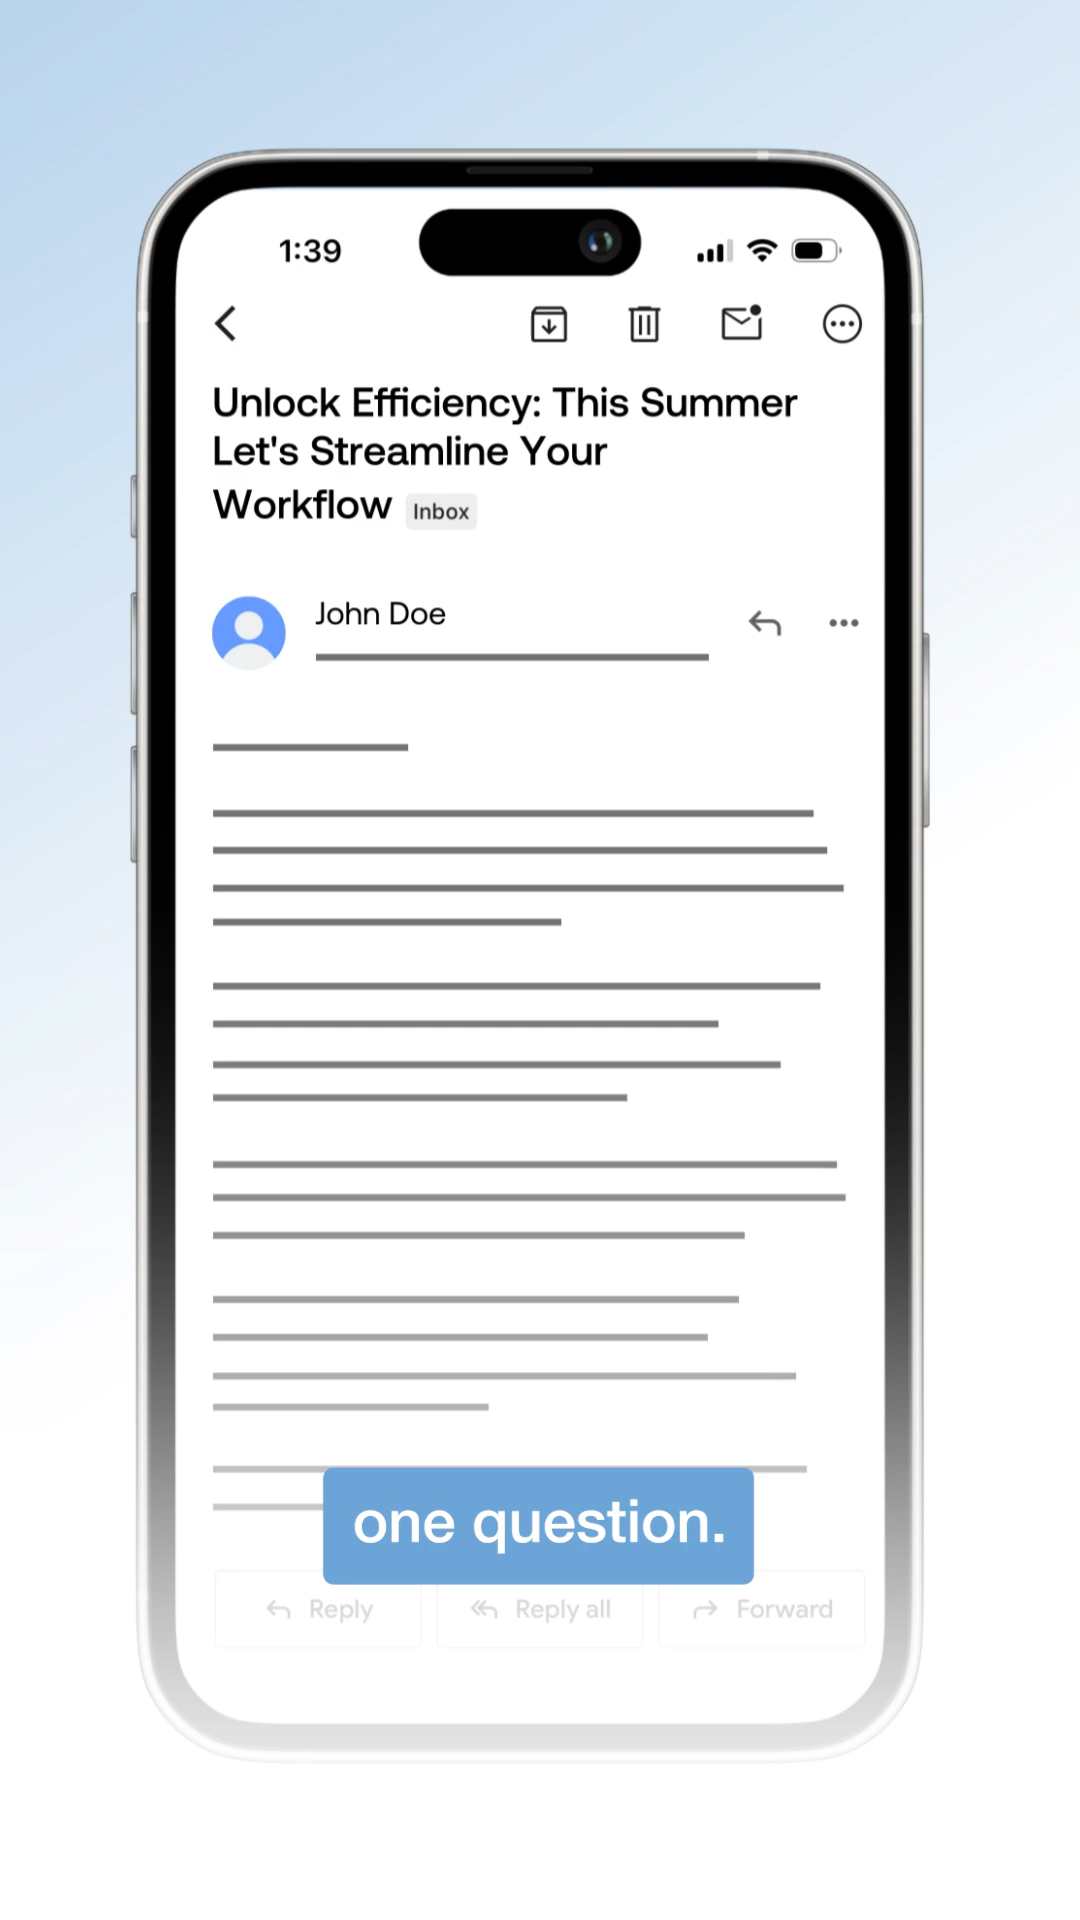 1:39
Unlock Efficiency: This Summer
Let's Streamline Your
Workflow Inbox
John Doe
one question.
Reply Reply all Forward